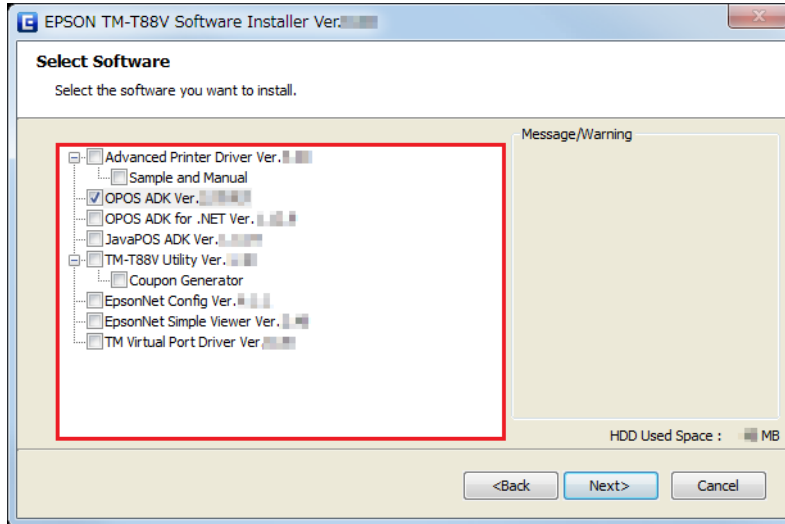 EPSON TM-T88V Software Installer Ver.
Select Software
Select the software you want to install.
Message/Warning
Advanced Printer Driver Ver.
Sample and Manual
OPOS ADK Ver.
OPOS ADK for .NET Ver.
JavaPOS ADK Ver.
TM-T88V Utility Ver.
Coupon Generator
EpsonNet Config Ver.
EpsonNet Simple Viewer Ver.
TM Virtual Port Driver Ver.
HDD Used Space : MB
<Back Next> Cancel